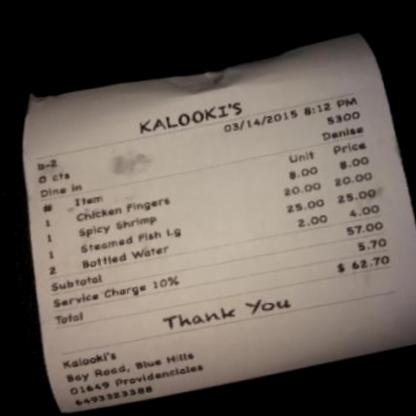 KALOOKI'S
03/14/2015 8:12 PM
b-2 5300
0 cts Denise
Dine in
# Item Unit Price
1 Chicken Fingers 8.00 8.00
1 Spicy Shrimp 20.00 20.00
1 Steamed Fish Lg 25.00 25.00
2 Bottled Water 2.00 4.00
Subtotal 57.00
Service Charge 10% 5.70
Total $ 62.70
Thank You
Kalooki's
Bay Road, Blue Hills
01649 Providenciales
6493323388